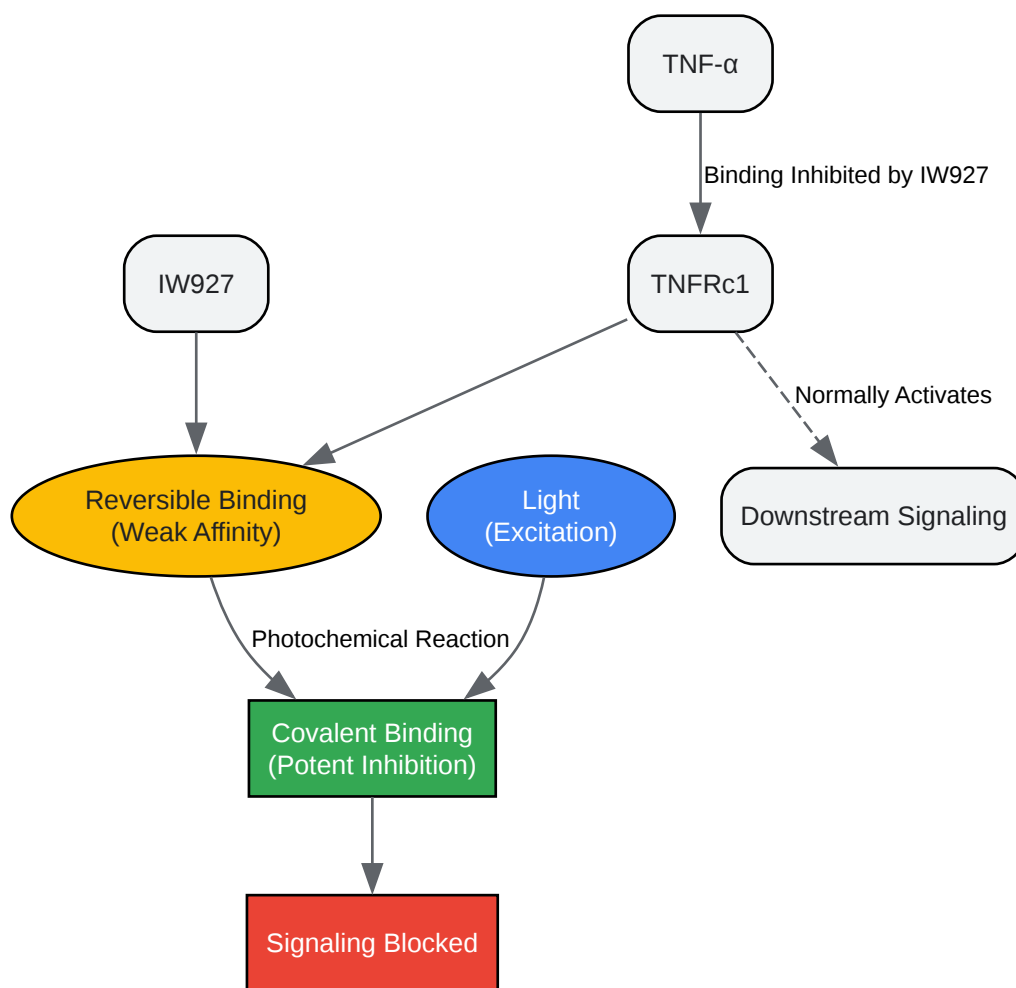 TNF-α
Binding Inhibited by IW927
IW927
TNFRc1
Normally Activates
Reversible Binding
(Weak Affinity)
Light
(Excitation)
Downstream Signaling
Photochemical Reaction
Covalent Binding
(Potent Inhibition)
Signaling Blocked